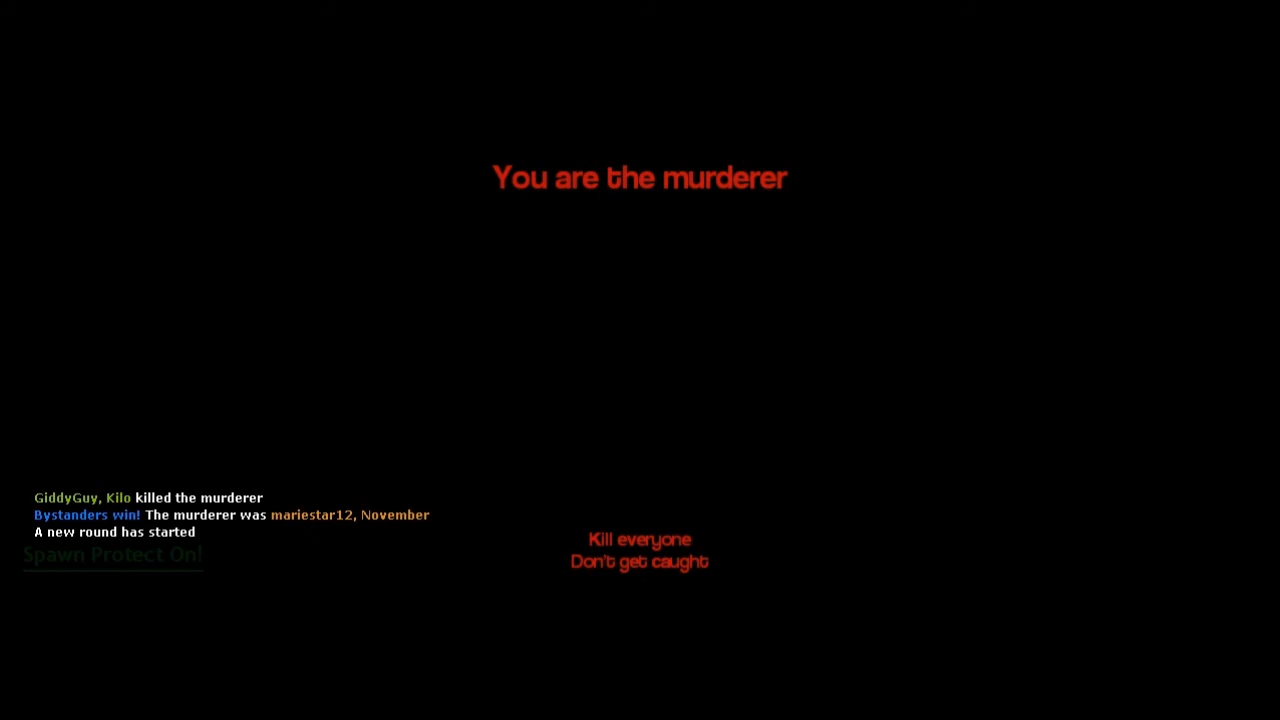 You are the murderer
GiddyGuy, Kilo killed the murderer
Bystanders win! The murderer was mariestar12, November
A new round has started
Spawn Protect On!
Kill everyone
Don't get caught